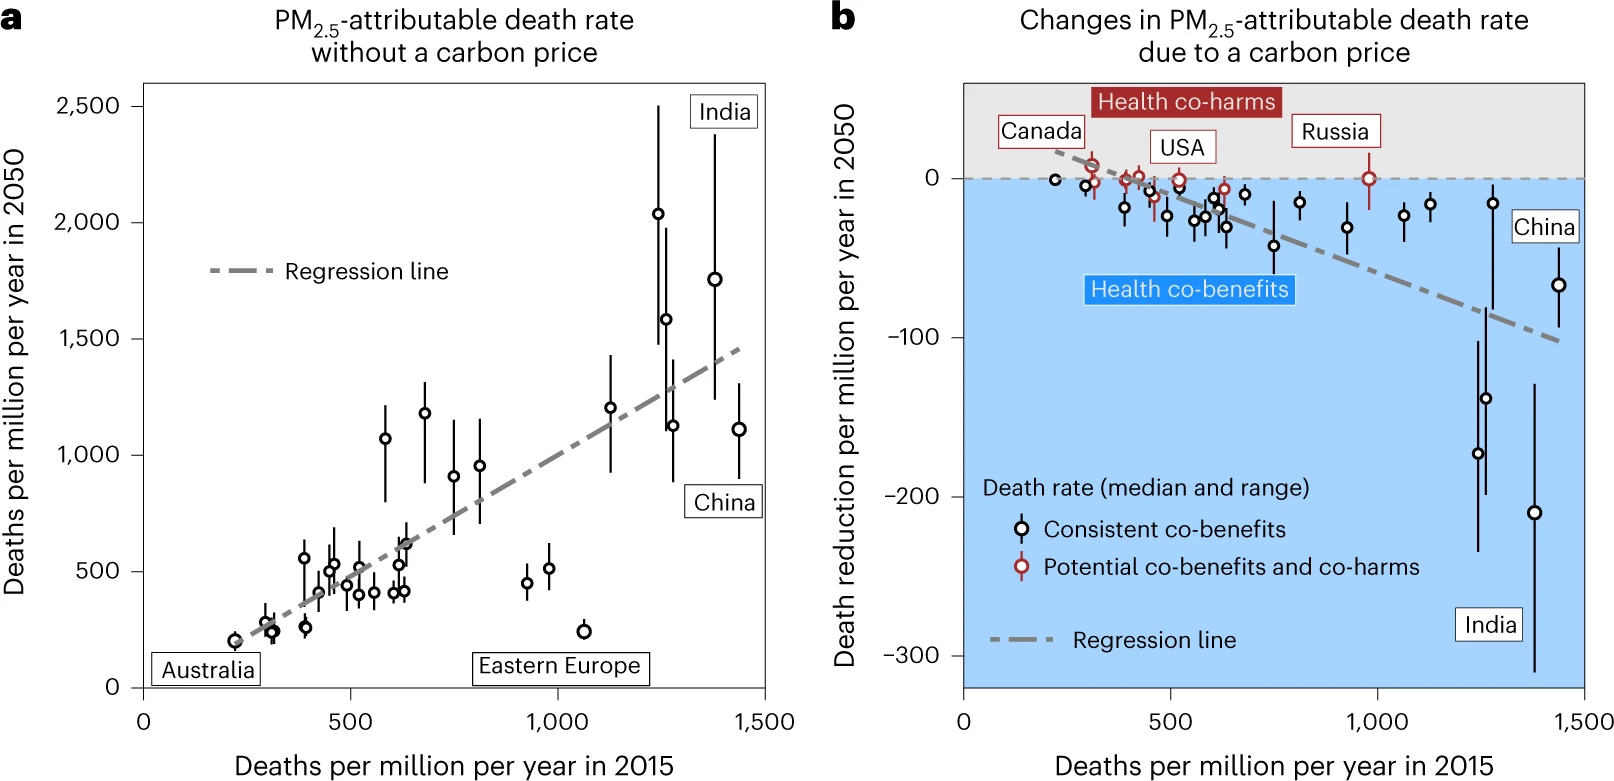 a
PM2.5-attributable death rate
without a carbon price
Deaths per million per year in 2050
2,500
2,000
1,500
1,000
500
0
India
Regression line
China
Australia
Eastern Europe
0 500 1,000 1,500
Deaths per million per year in 2015
b
Changes in PM2.5-attributable death rate
due to a carbon price
Death reduction per million per year in 2050
0
−100
−200
−300
Health co-harms
Canada
USA
Russia
China
Health co-benefits
Death rate (median and range)
Consistent co-benefits
Potential co-benefits and co-harms
India
Regression line
0 500 1,000 1,500
Deaths per million per year in 2015